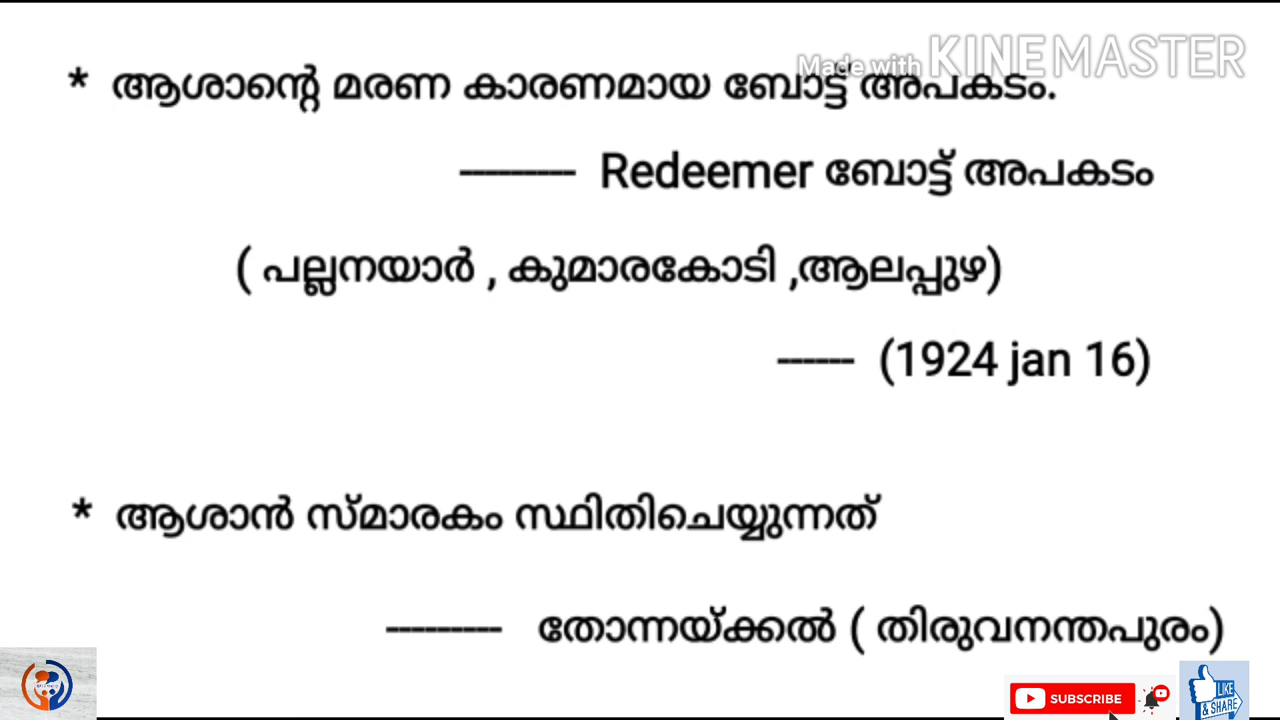 Made with KINEMASTER
* ആശാന്റെ മരണ കാരണമായ ബോട്ട് അപകടം.
--------- Redeemer ബോട്ട് അപകടം
( പല്ലനയാർ , കുമാരകോടി ,ആലപ്പുഴ)
------ (1924 jan 16)
* ആശാൻ സ്മാരകം സ്ഥിതിചെയ്യുന്നത്
--------- തോന്നയ്ക്കൽ ( തിരുവനന്തപുരം)
SUBSCRIBE
LIKE
& SHARE